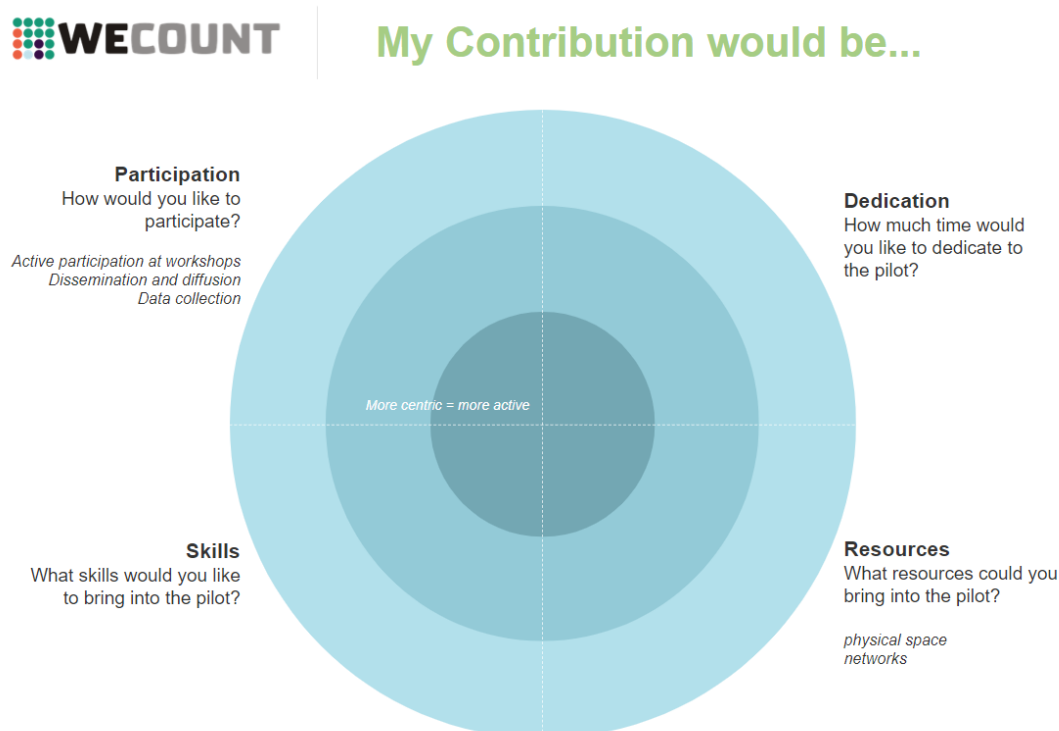 WECOUNT
My Contribution would be...
Participation
How would you like to
participate?
Active participation at workshops
Dissemination and diffusion
Data collection
Dedication
How much time would
you like to dedicate to
the pilot?
More centric = more active
Skills
What skills would you like
to bring into the pilot?
Resources
What resources could you
bring into the pilot?
physical space
networks